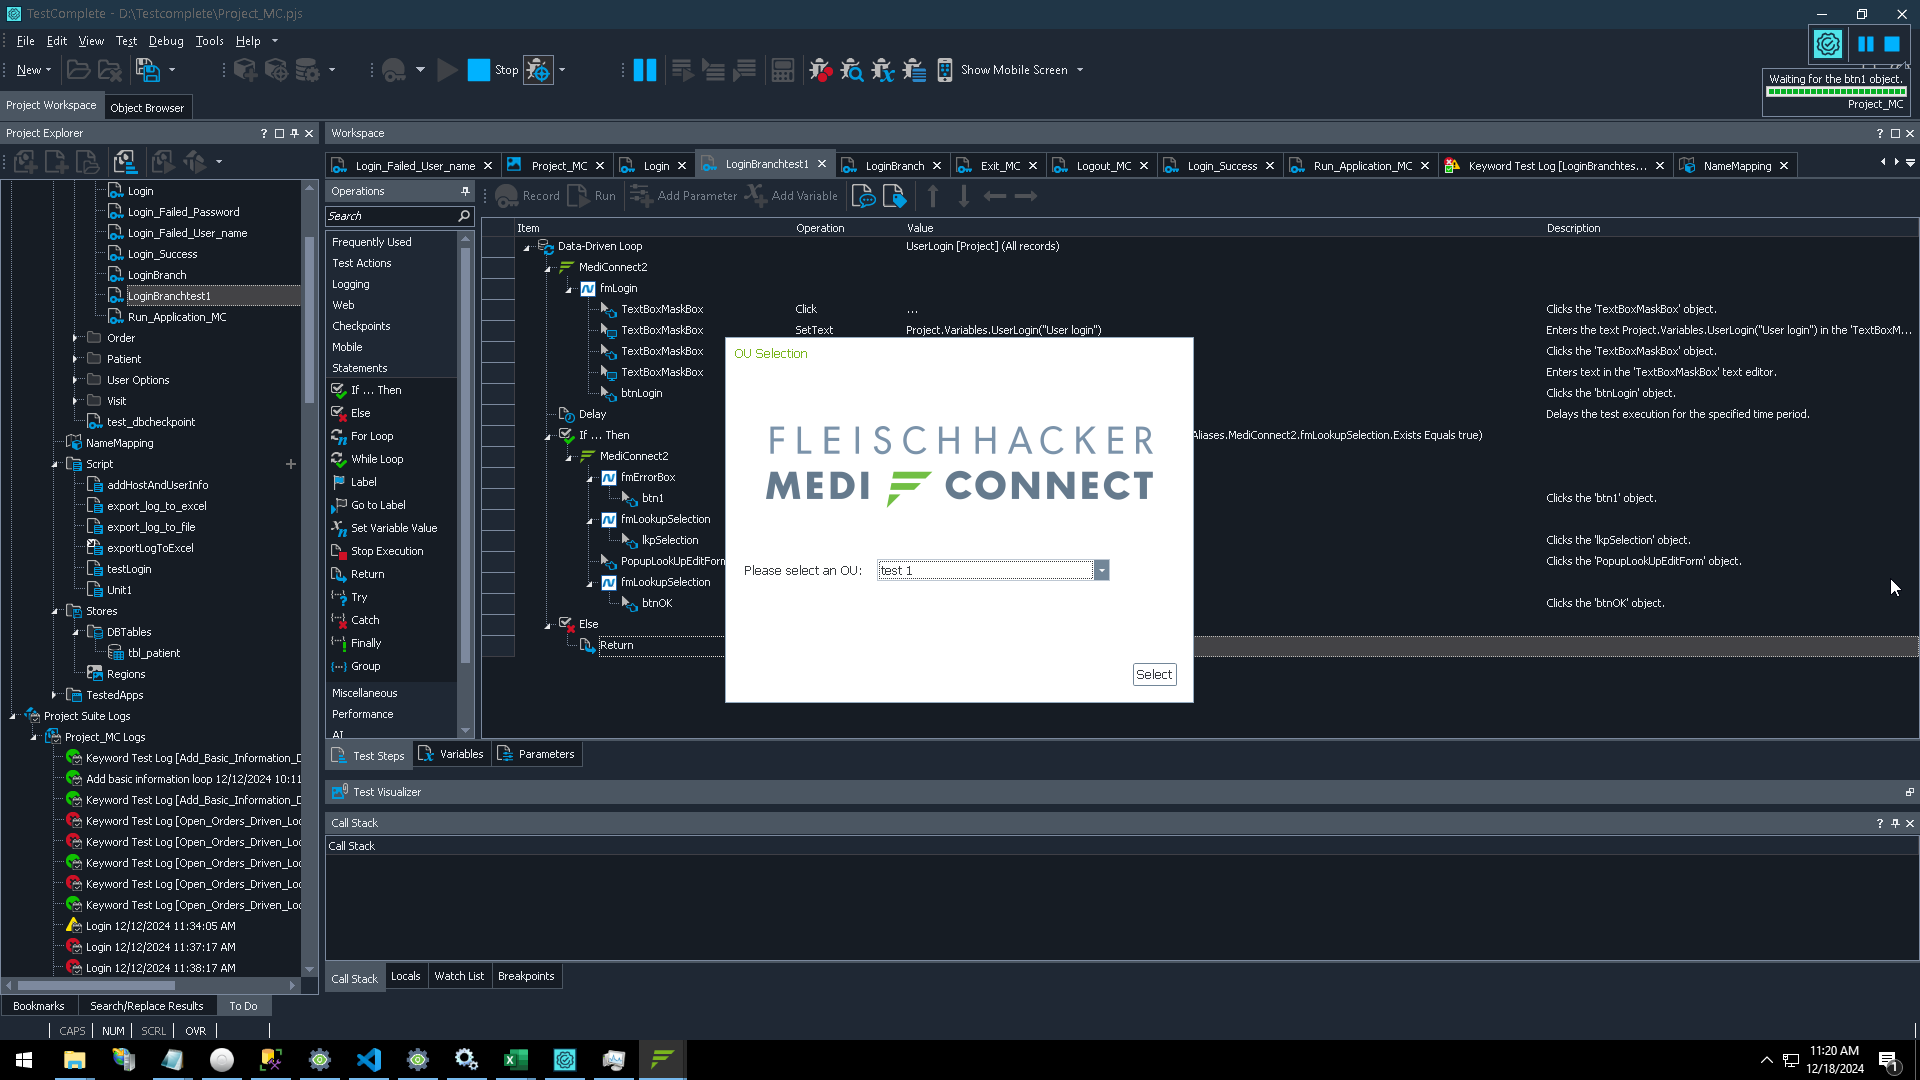 TestComplete - D:\Testcomplete\Project_MC.pjs
File Edit View Test Debug Tools Help
New Stop Show Mobile Screen
Waiting for the btn1 object.
Project_MC
Project Workspace Object Browser
Project Explorer
Workspace
Login_Failed_User_name Project_MC Login LoginBranchtest1 LoginBranch Exit_MC Logout_MC Login_Success Run_Application_MC Keyword Test Log [LoginBranchtes... NameMapping
Login
Login_Failed_Password
Login_Failed_User_name
Login_Success
LoginBranch
LoginBranchtest1
Run_Application_MC
Order
Patient
User Options
Visit
test_dbcheckpoint
NameMapping
Script
addHostAndUserInfo
export_log_to_excel
export_log_to_file
exportLogToExcel
testLogin
Unit1
Stores
DBTables
tbl_patient
Regions
TestedApps
Project Suite Logs
Project_MC Logs
Keyword Test Log [Add_Basic_Information_D
Add basic information loop 12/12/2024 10:11
Keyword Test Log [Add_Basic_Information_D
Keyword Test Log [Open_Orders_Driven_Loo
Keyword Test Log [Open_Orders_Driven_Loo
Keyword Test Log [Open_Orders_Driven_Loo
Keyword Test Log [Open_Orders_Driven_Loo
Keyword Test Log [Open_Orders_Driven_Loo
Login 12/12/2024 11:34:05 AM
Login 12/12/2024 11:37:17 AM
Login 12/12/2024 11:38:17 AM
Bookmarks Search/Replace Results To Do
CAPS NUM SCRL OVR
Operations
Search
Frequently Used
Test Actions
Logging
Web
Checkpoints
Mobile
Statements
If ... Then
Else
For Loop
While Loop
Label
Go to Label
Set Variable Value
Stop Execution
Return
Try
Catch
Finally
Group
Miscellaneous
Performance
AI
Record Run Add Parameter Add Variable
Item Operation Value Description
Data-Driven Loop UserLogin [Project] (All records)
MediConnect2
fmLogin
TextBoxMaskBox Click ... Clicks the 'TextBoxMaskBox' object.
TextBoxMaskBox SetText Project.Variables.UserLogin("User login") Enters the text Project.Variables.UserLogin("User login") in the 'TextBoxM...
TextBoxMaskBox Clicks the 'TextBoxMaskBox' object.
TextBoxMaskBox Enters text in the 'TextBoxMaskBox' text editor.
btnLogin Clicks the 'btnLogin' object.
Delay Delays the test execution for the specified time period.
If ... Then Aliases.MediConnect2.fmLookupSelection.Exists Equals true)
MediConnect2
fmErrorBox
btn1 Clicks the 'btn1' object.
fmLookupSelection
lkpSelection Clicks the 'lkpSelection' object.
PopupLookUpEditForm Clicks the 'PopupLookUpEditForm' object.
fmLookupSelection
btnOK Clicks the 'btnOK' object.
Else
Return
OU Selection
FLEISCHHACKER
MEDI CONNECT
Please select an OU: test 1
Select
Test Steps Variables Parameters
Test Visualizer
Call Stack
Call Stack
Call Stack Locals Watch List Breakpoints
11:20 AM
12/18/2024
1